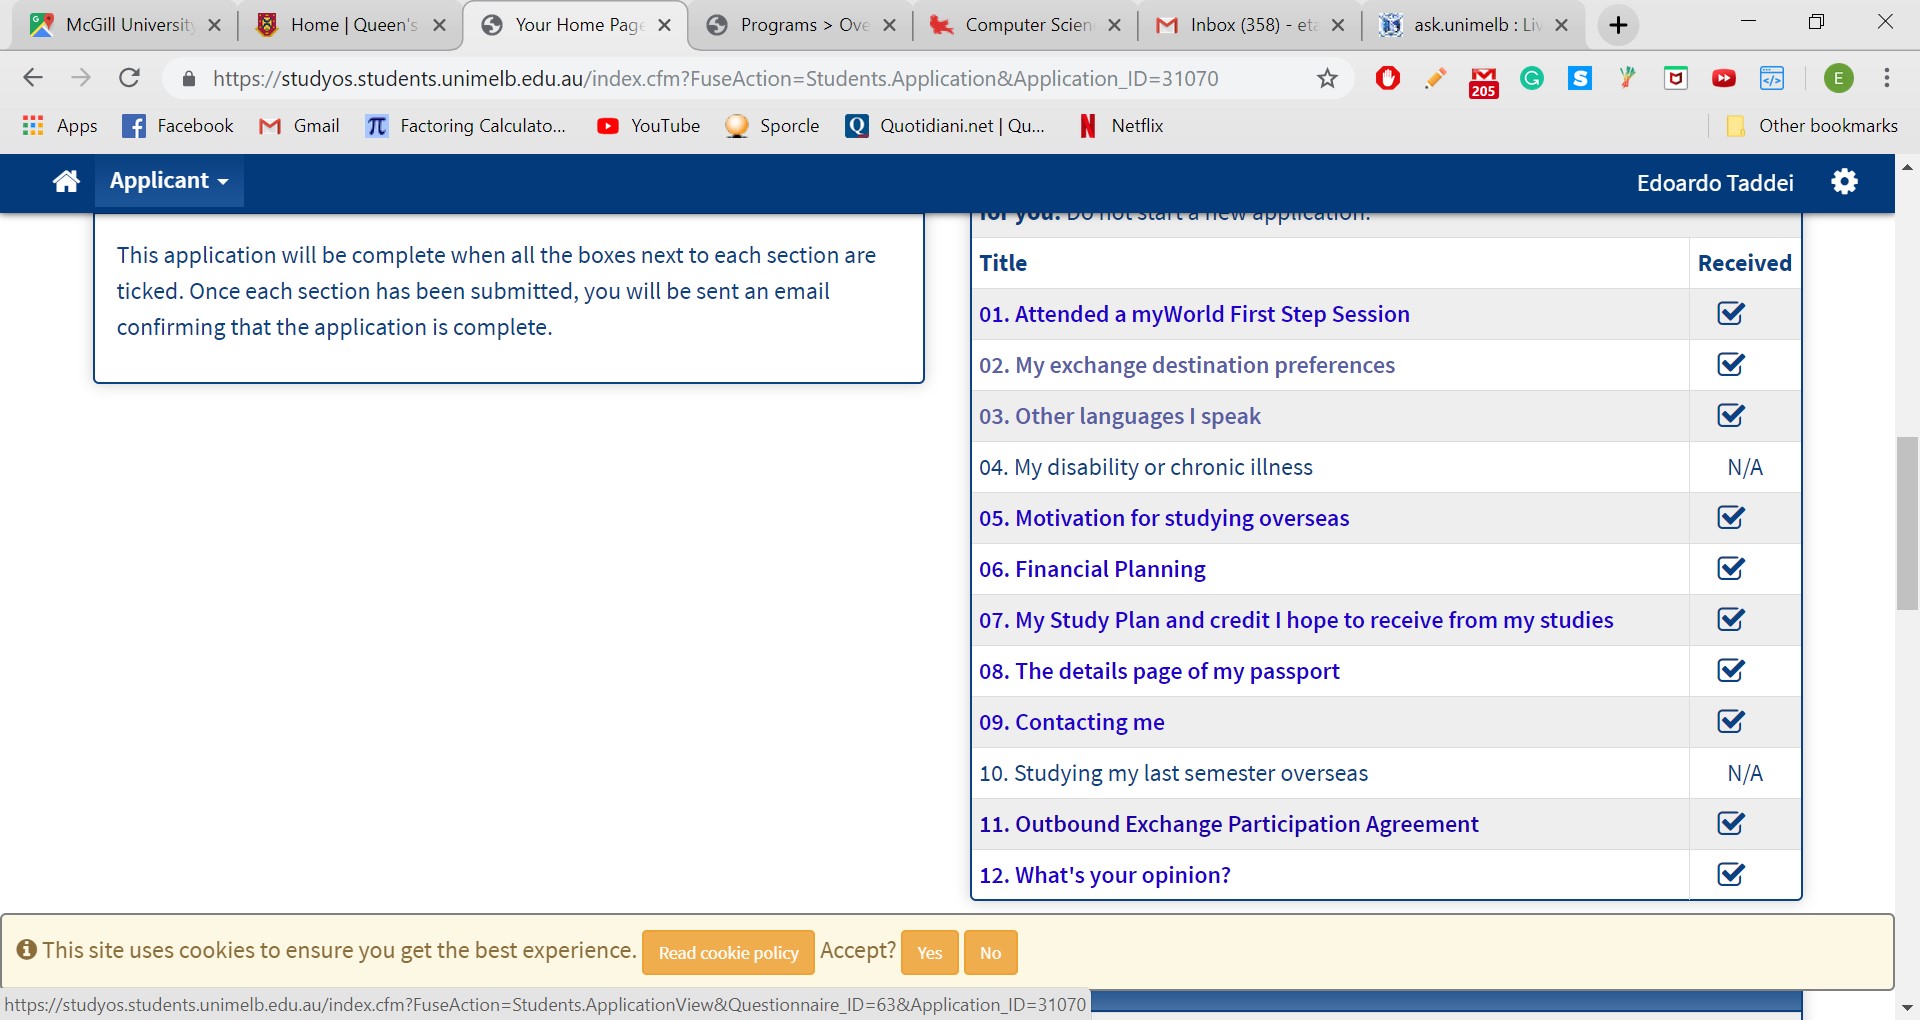 McGill University
Home | Queen's
Your Home Page
Programs > Ove
Computer Scien
Inbox (358) - eta
ask.unimelb : Liv
https://studyos.students.unimelb.edu.au/index.cfm?FuseAction=Students.Application&Application_ID=31070
205
E
Apps
Facebook
Gmail
Factoring Calculato...
YouTube
Sporcle
Quotidiani.net | Qu...
Netflix
Other bookmarks
Applicant
Edoardo Taddei
This application will be complete when all the boxes next to each section are
ticked. Once each section has been submitted, you will be sent an email
confirming that the application is complete.
for you. Do not start a new application.
Title Received
01. Attended a myWorld First Step Session
02. My exchange destination preferences
03. Other languages I speak
04. My disability or chronic illness N/A
05. Motivation for studying overseas
06. Financial Planning
07. My Study Plan and credit I hope to receive from my studies
08. The details page of my passport
09. Contacting me
10. Studying my last semester overseas N/A
11. Outbound Exchange Participation Agreement
12. What's your opinion?
This site uses cookies to ensure you get the best experience. Read cookie policy Accept? Yes No
https://studyos.students.unimelb.edu.au/index.cfm?FuseAction=Students.ApplicationView&Questionnaire_ID=63&Application_ID=31070